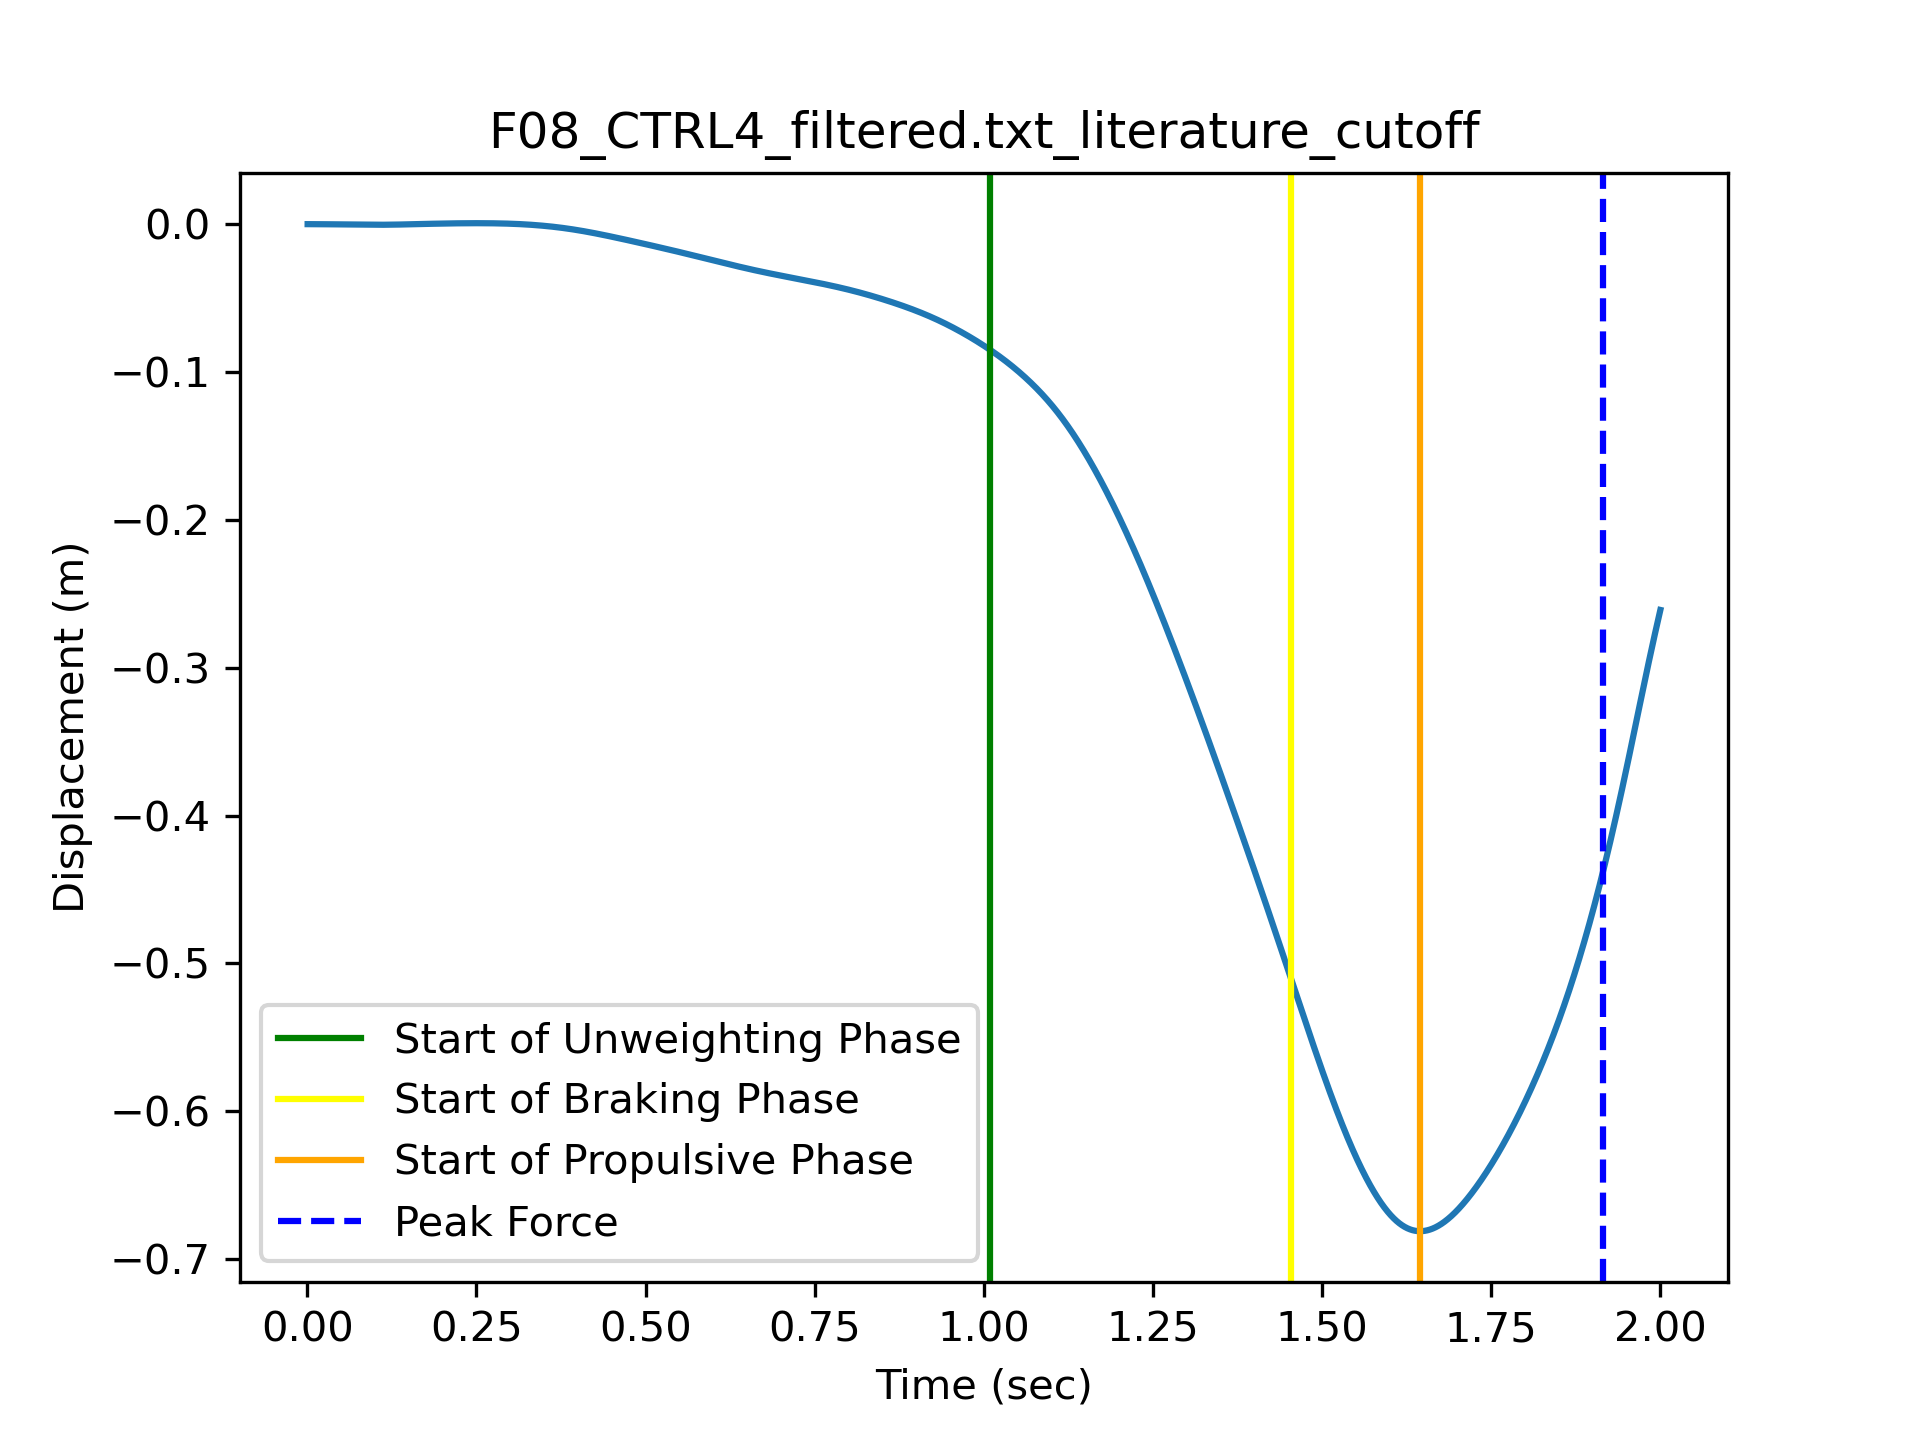 F08_CTRL4_filtered.txt_literature_cutoff
Displacement (m)
0.0
−0.1
−0.2
−0.3
−0.4
−0.5
−0.6
−0.7
Start of Unweighting Phase
Start of Braking Phase
Start of Propulsive Phase
Peak Force
0.00 0.25 0.50 0.75 1.00 1.25 1.50 1.75 2.00
Time (sec)